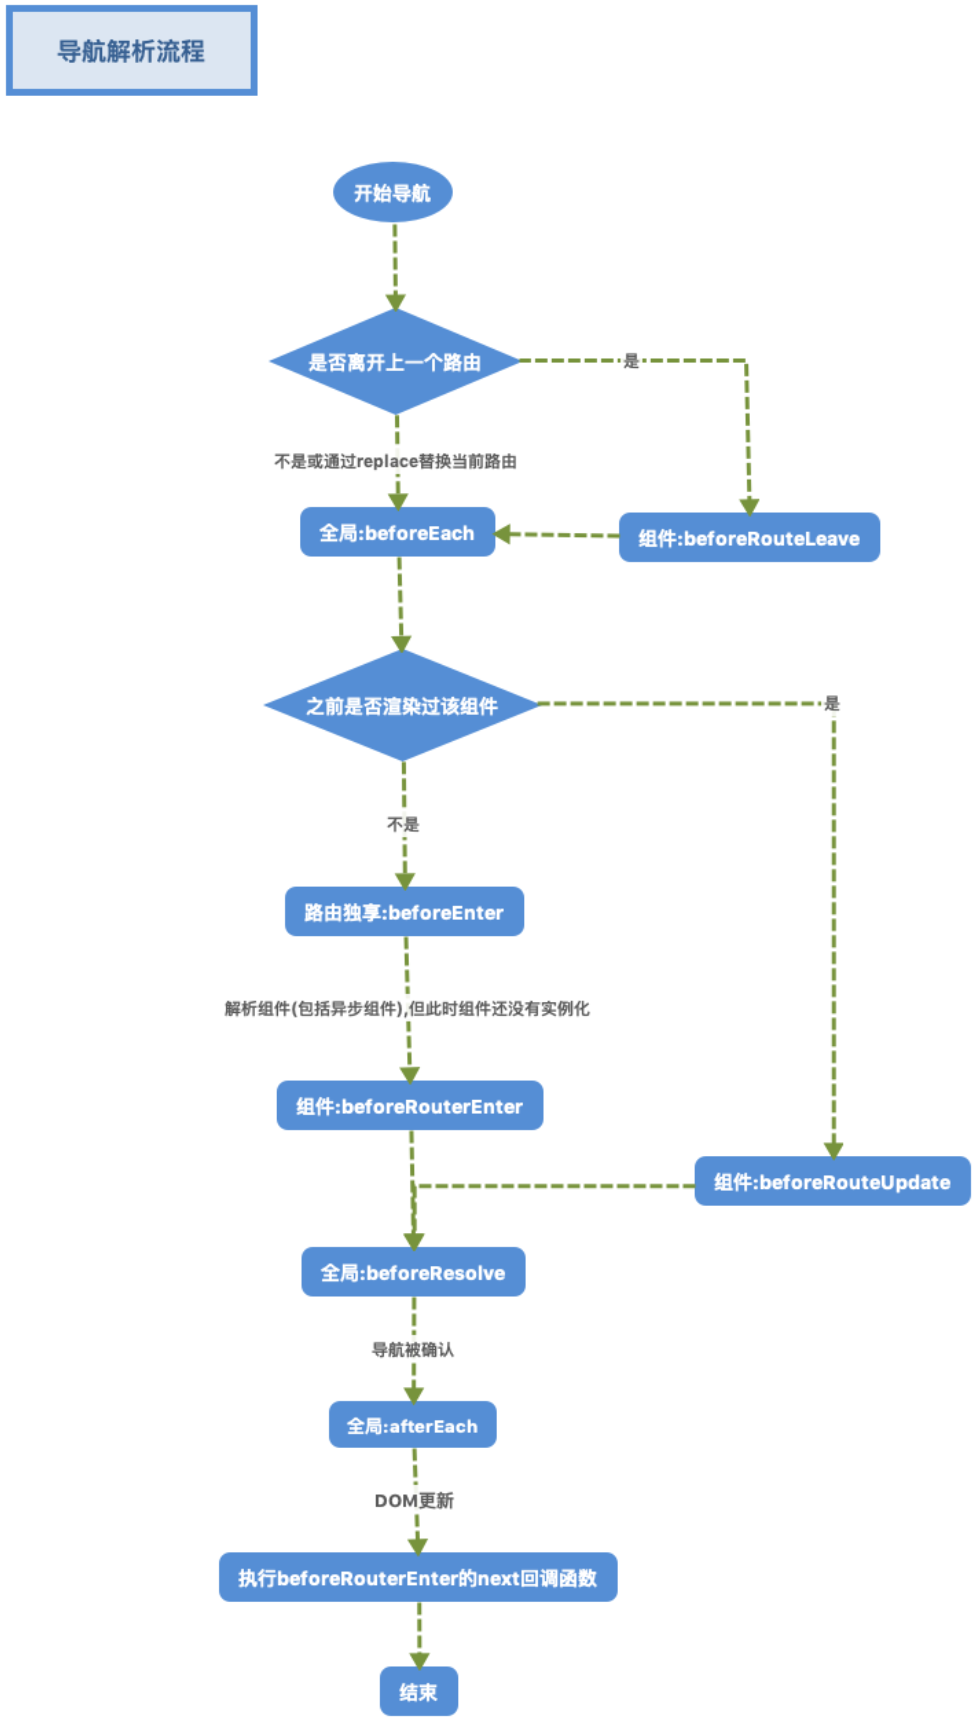 导航解析流程
开始导航
是否离开上一个路由
是
不是或通过replace替换当前路由
全局:beforeEach
组件:beforeRouteLeave
之前是否渲染过该组件
是
不是
路由独享:beforeEnter
解析组件(包括异步组件),但此时组件还没有实例化
组件:beforeRouterEnter
组件:beforeRouteUpdate
全局:beforeResolve
导航被确认
全局:afterEach
DOM更新
执行beforeRouterEnter的next回调函数
结束